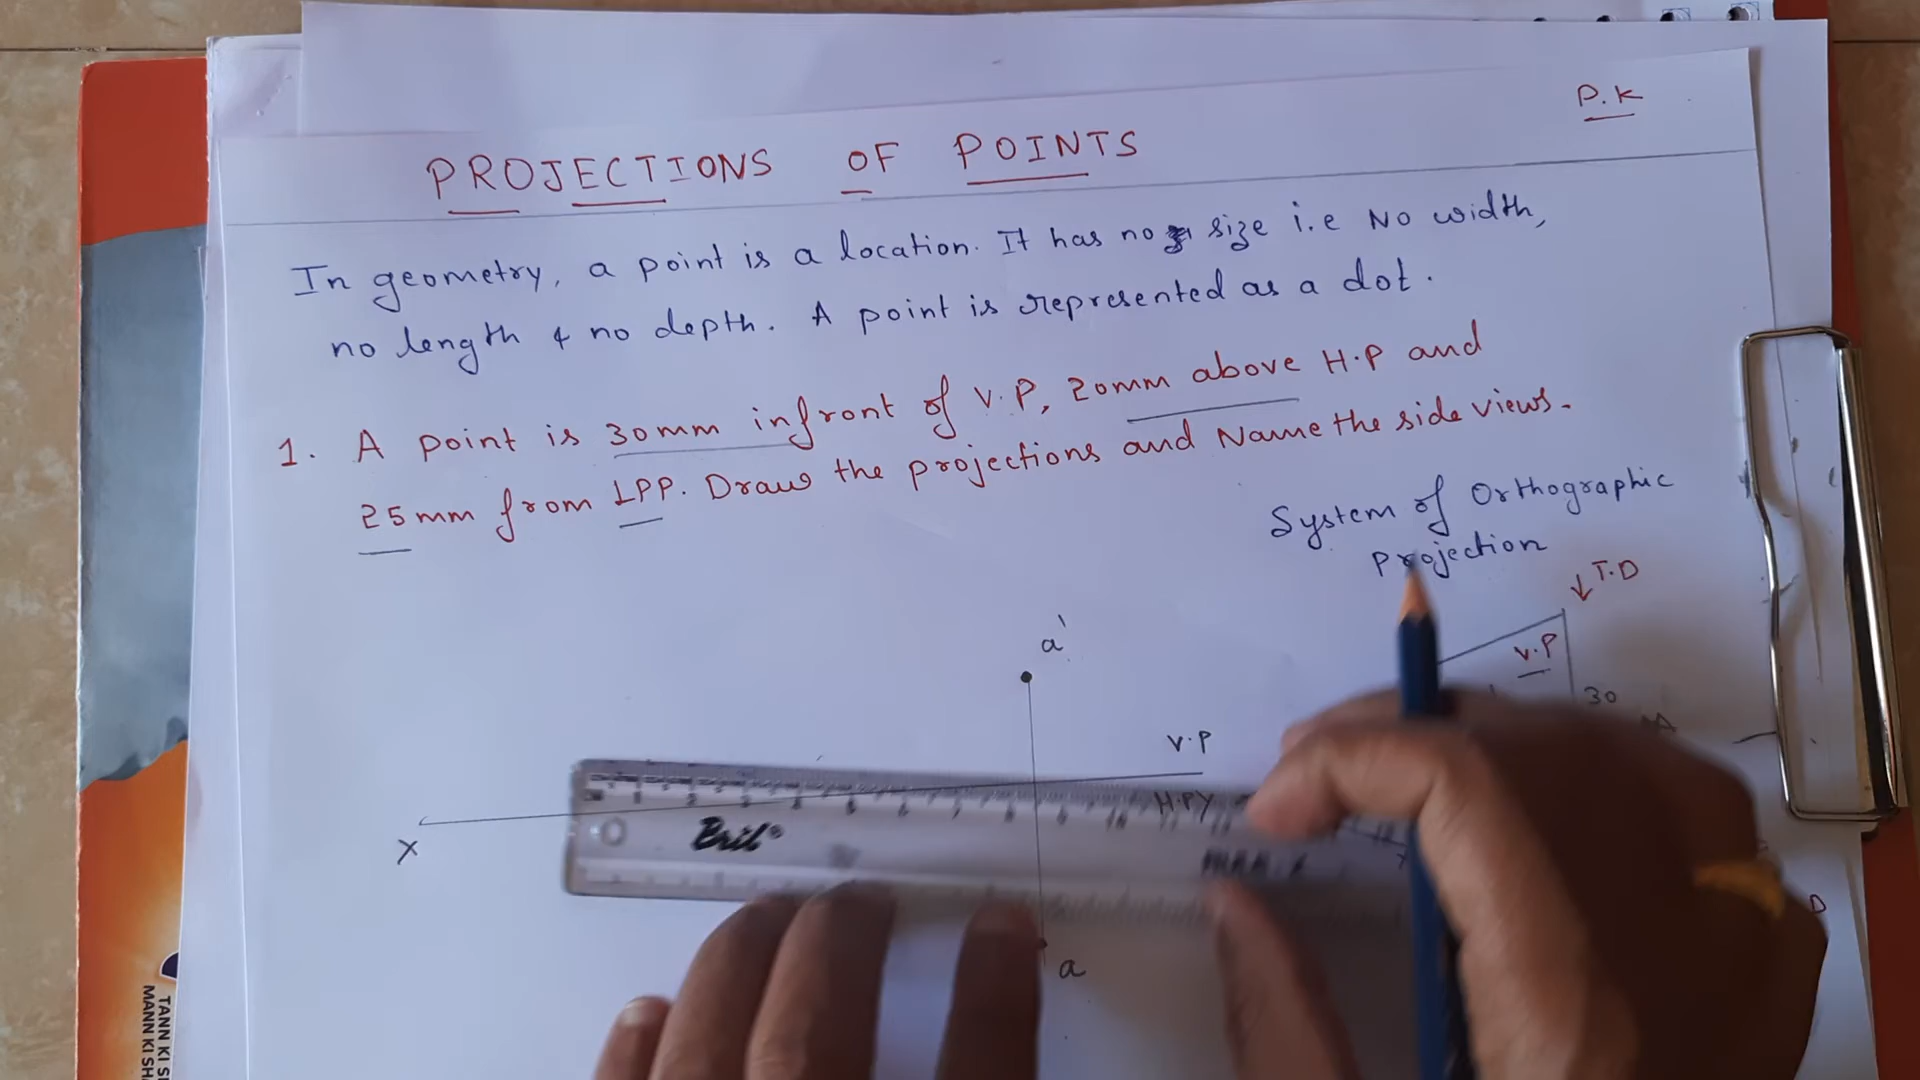 P.K
PROJECTIONS OF POINTS
In geometry, a point is a location. It has no size i.e No width,
no length & no depth. A point is represented as a dot.
1. A point is 30mm infront of V.P, 20mm above H.P and
25mm from LPP. Draw the projections and Name the side views.
System of Orthographic
Projection
↓ T.D
V.P
30
a'
V.P
H.P Y
X
Bril
a
D
TANN KI
MANN KI